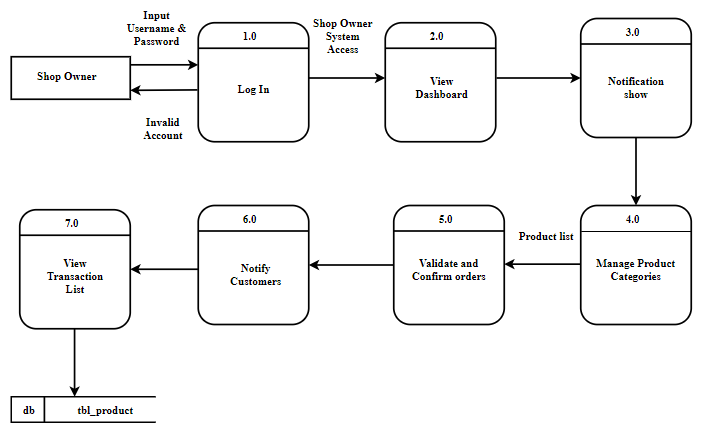 Input
Username &
Password
1.0
Shop Owner
System
Access
2.0
3.0
Shop Owner
Log In
View
Dashboard
Notification
show
Invalid
Account
7.0
6.0
5.0
4.0
Product list
View
Transaction
List
Notify
Customers
Validate and
Confirm orders
Manage Product
Categories
db
tbl_product